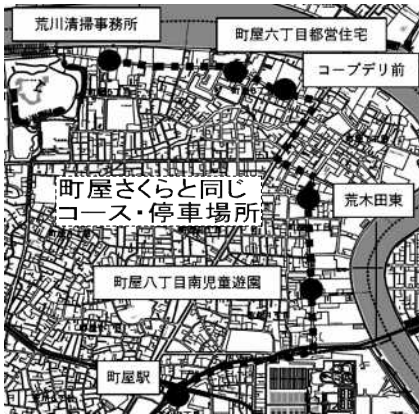 荒川清掃事務所
町屋六丁目都営住宅
コープデリ前
町屋さくらと同じ
コース・停車場所
荒木田東
町屋八丁目南児童遊園
町屋駅